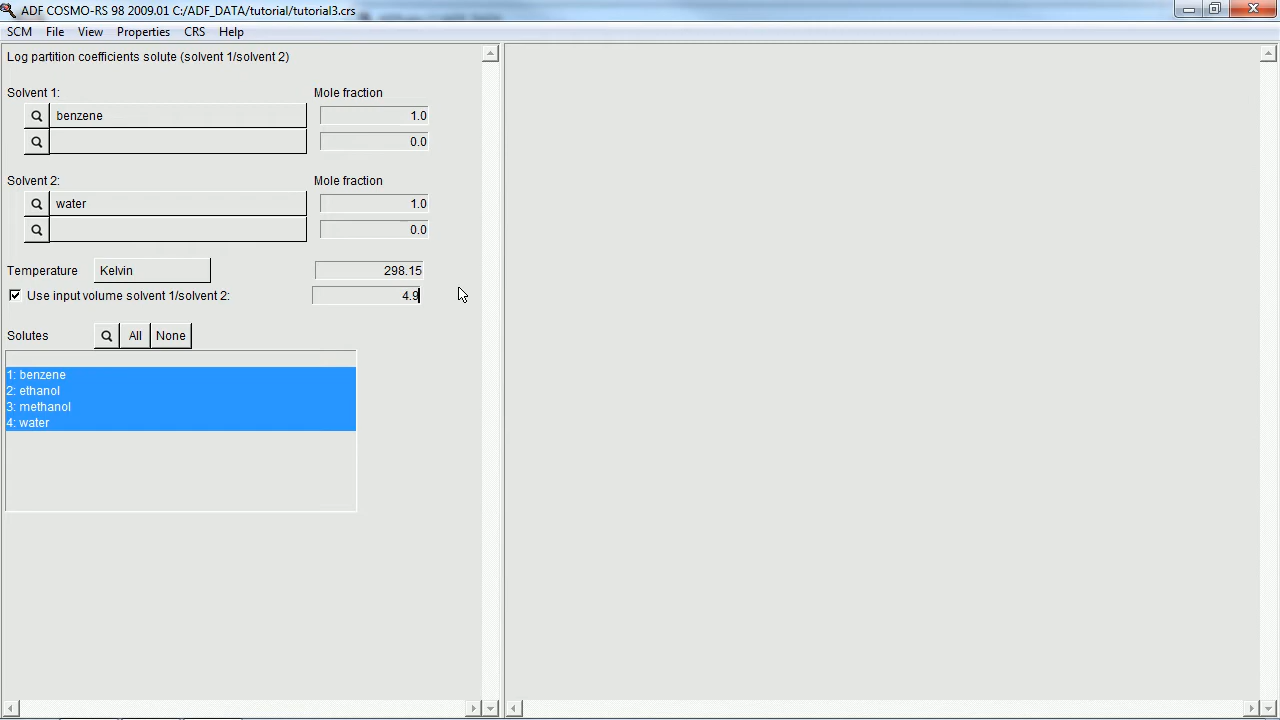 ADF COSMO-RS 98 2009.01 C:/ADF_DATA/tutorial/tutorial3.crs
SCM File View Properties CRS Help
Log partition coefficients solute (solvent 1/solvent 2)
Solvent 1: Mole fraction
benzene 1.0
0.0
Solvent 2: Mole fraction
water 1.0
0.0
Temperature Kelvin 298.15
Use input volume solvent 1/solvent 2: 4.9
Solutes All None
1: benzene
2: ethanol
3: methanol
4: water